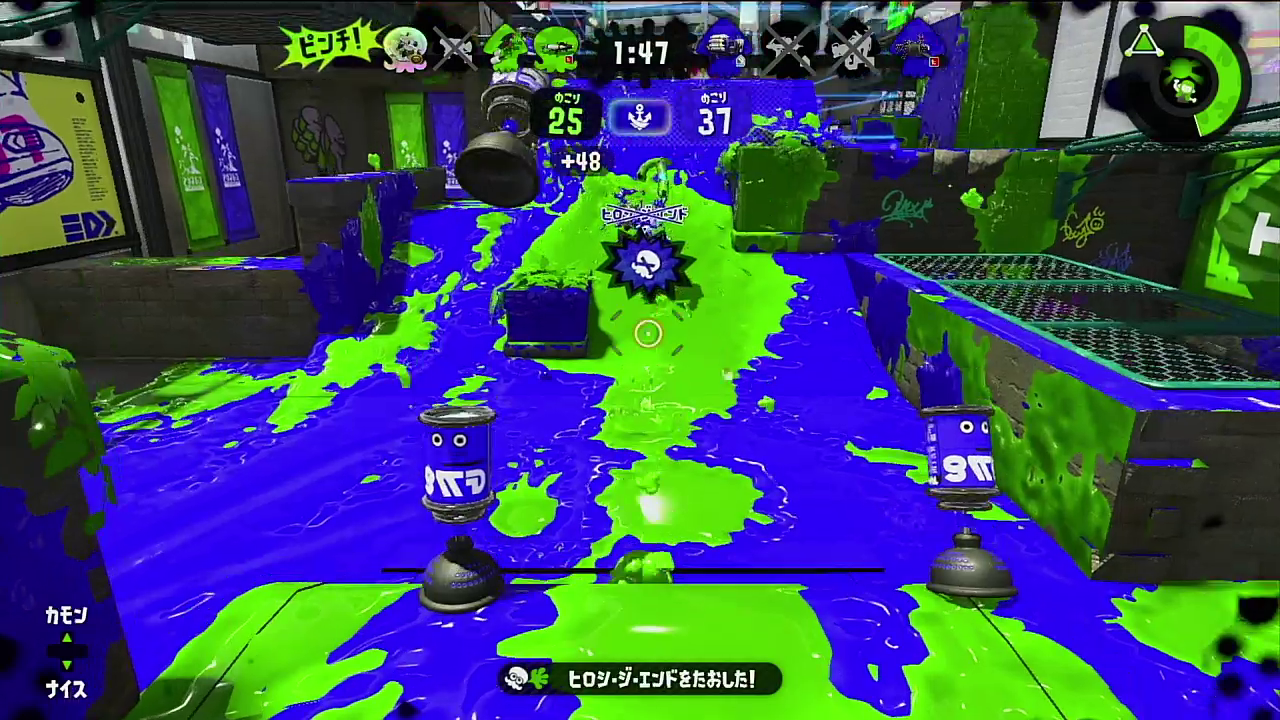 ピンチ!
1:47
のこり
25
のこり
37
+48
ヒロシ・ジ・エンド
カモン
ナイス
ヒロシ・ジ・エンドをたおした!